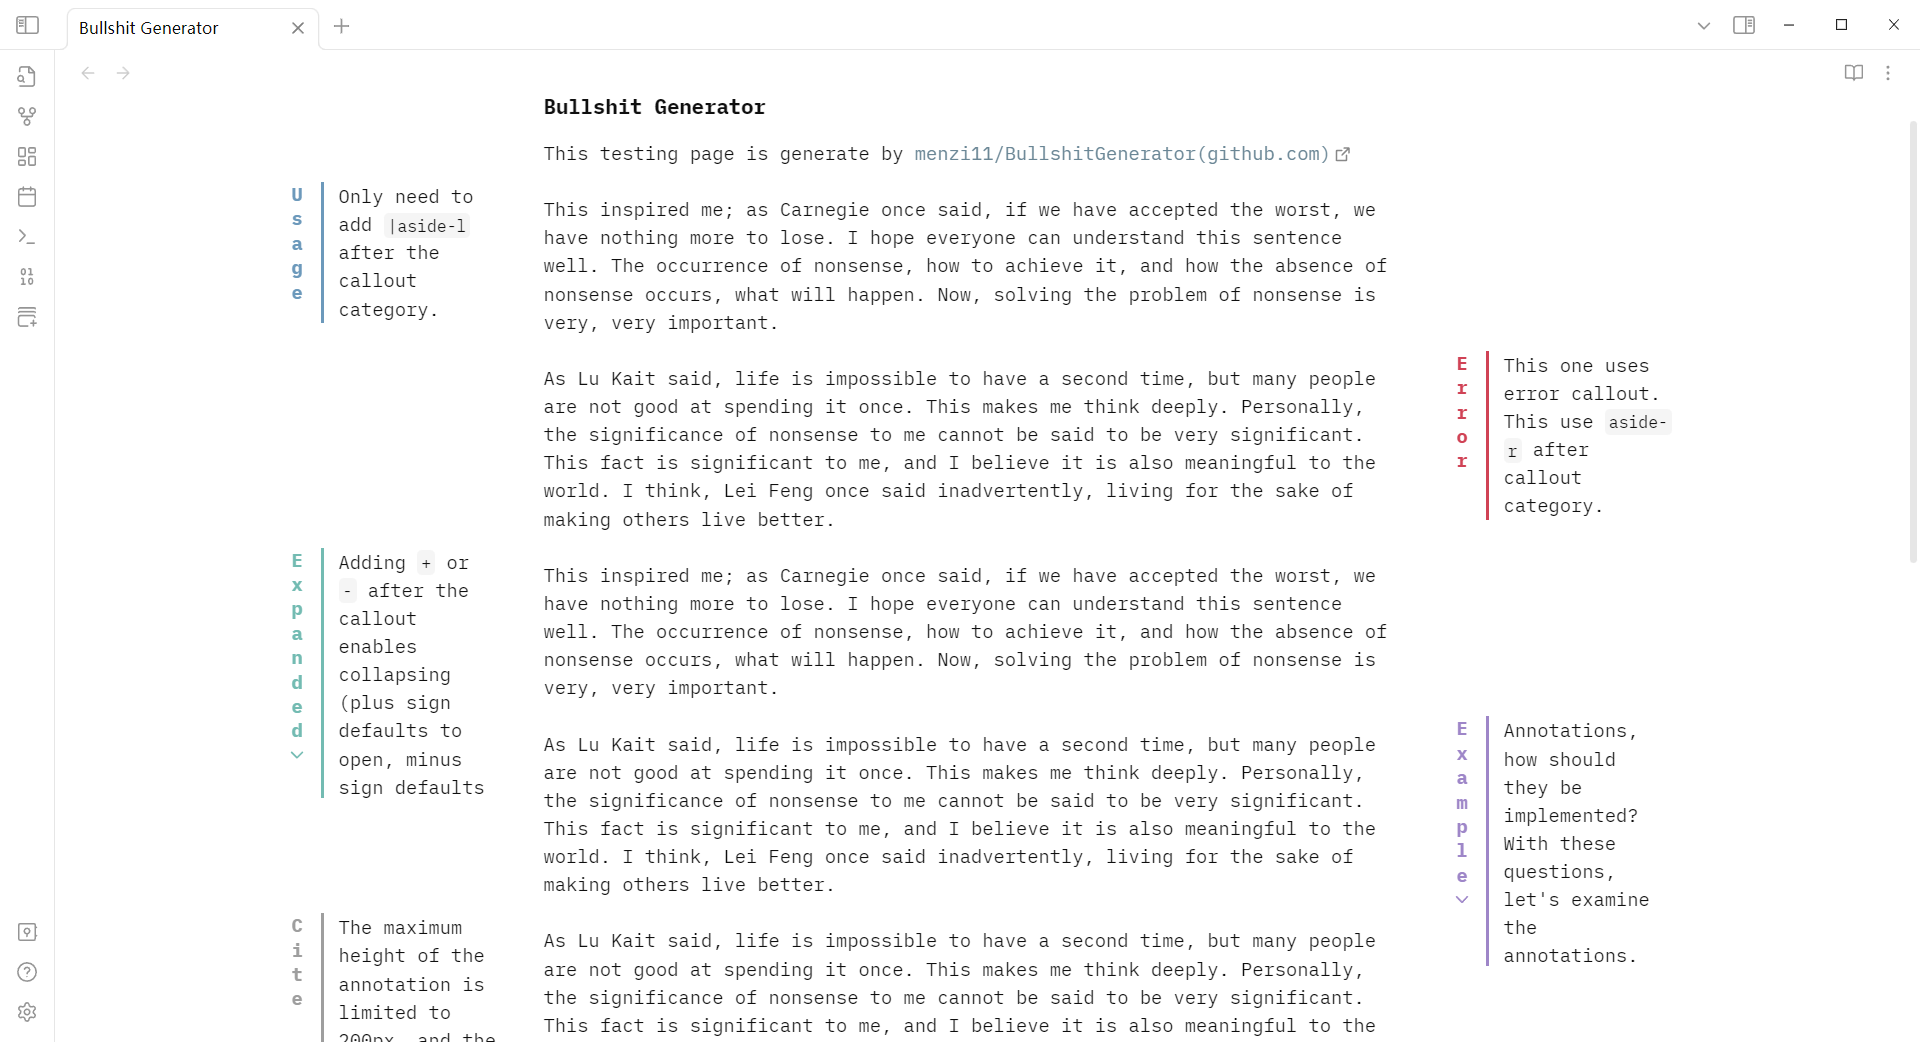 Bullshit Generator
Bullshit Generator
This testing page is generate by menzi11/BullshitGenerator(github.com)
Usage
Only need to
add |aside-l
after the
callout
category.
This inspired me; as Carnegie once said, if we have accepted the worst, we
have nothing more to lose. I hope everyone can understand this sentence
well. The occurrence of nonsense, how to achieve it, and how the absence of
nonsense occurs, what will happen. Now, solving the problem of nonsense is
very, very important.
As Lu Kait said, life is impossible to have a second time, but many people
are not good at spending it once. This makes me think deeply. Personally,
the significance of nonsense to me cannot be said to be very significant.
This fact is significant to me, and I believe it is also meaningful to the
world. I think, Lei Feng once said inadvertently, living for the sake of
making others live better.
Error
This one uses
error callout.
This use aside-
r after
callout
category.
Expanded
Adding + or
- after the
callout
enables
collapsing
(plus sign
defaults to
open, minus
sign defaults
This inspired me; as Carnegie once said, if we have accepted the worst, we
have nothing more to lose. I hope everyone can understand this sentence
well. The occurrence of nonsense, how to achieve it, and how the absence of
nonsense occurs, what will happen. Now, solving the problem of nonsense is
very, very important.
As Lu Kait said, life is impossible to have a second time, but many people
are not good at spending it once. This makes me think deeply. Personally,
the significance of nonsense to me cannot be said to be very significant.
This fact is significant to me, and I believe it is also meaningful to the
world. I think, Lei Feng once said inadvertently, living for the sake of
making others live better.
Example
Annotations,
how should
they be
implemented?
With these
questions,
let's examine
the
annotations.
Cite
The maximum
height of the
annotation is
limited to
200px, and the
As Lu Kait said, life is impossible to have a second time, but many people
are not good at spending it once. This makes me think deeply. Personally,
the significance of nonsense to me cannot be said to be very significant.
This fact is significant to me, and I believe it is also meaningful to the